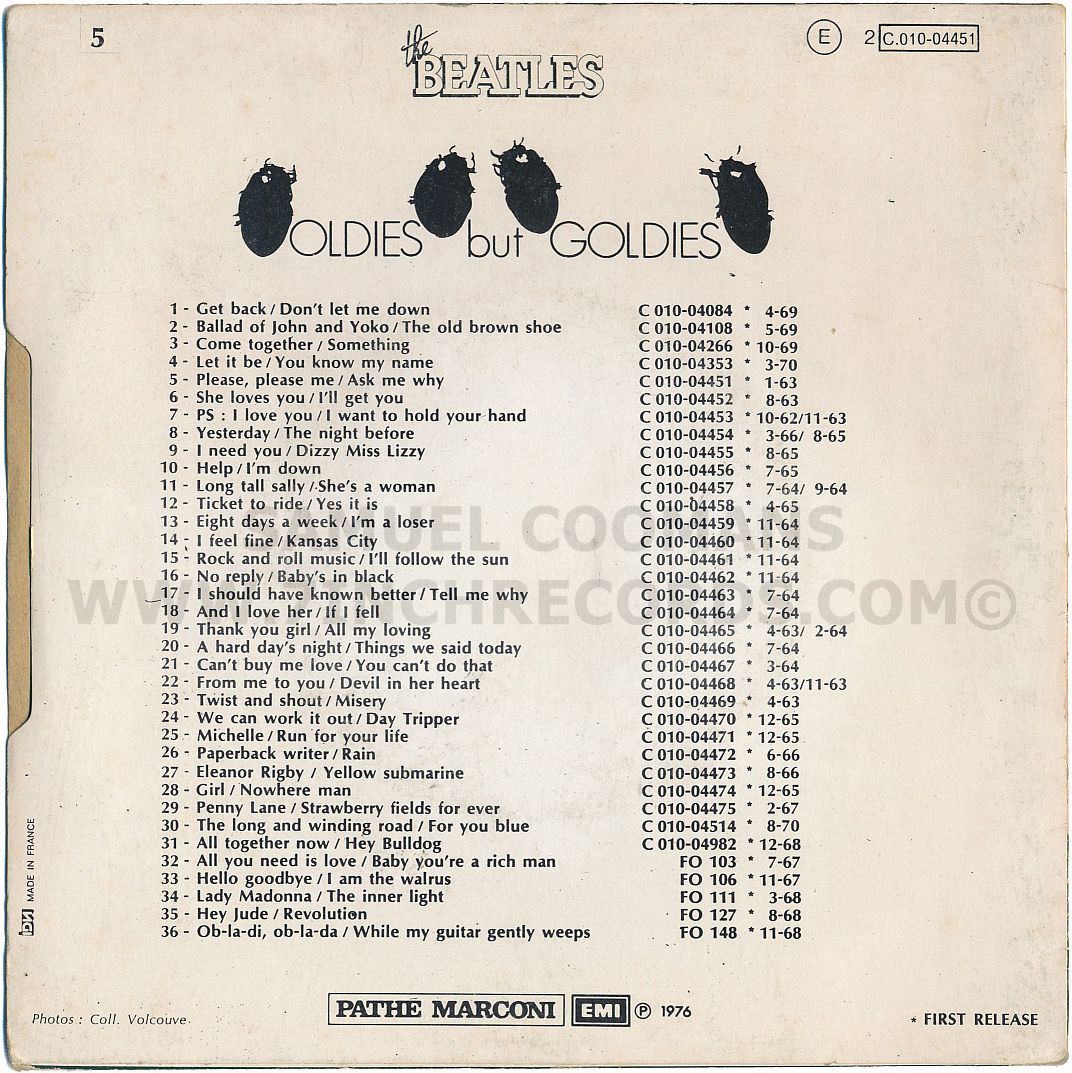 5
E 2 C.010-04451
the
BEATLES
OLDIES but GOLDIES
1 - Get back / Don't let me down C 010-04084 * 4-69
2 - Ballad of John and Yoko / The old brown shoe C 010-04108 * 5-69
3 - Come together / Something C 010-04266 * 10-69
4 - Let it be / You know my name C 010-04353 * 3-70
5 - Please, please me / Ask me why C 010-04451 * 1-63
6 - She loves you / I'll get you C 010-04452 * 8-63
7 - PS : I love you / I want to hold your hand C 010-04453 * 10-62/11-63
8 - Yesterday / The night before C 010-04454 * 3-66/ 8-65
9 - I need you / Dizzy Miss Lizzy C 010-04455 * 8-65
10 - Help / I'm down C 010-04456 * 7-65
11 - Long tall sally / She's a woman C 010-04457 * 7-64/ 9-64
12 - Ticket to ride / Yes it is C 010-04458 * 4-65
13 - Eight days a week / I'm a loser C 010-04459 * 11-64
14 - I feel fine / Kansas City C 010-04460 * 11-64
15 - Rock and roll music / I'll follow the sun C 010-04461 * 11-64
16 - No reply / Baby's in black C 010-04462 * 11-64
17 - I should have known better / Tell me why C 010-04463 * 7-64
18 - And I love her / If I fell C 010-04464 * 7-64
19 - Thank you girl / All my loving C 010-04465 * 4-63/ 2-64
20 - A hard day's night / Things we said today C 010-04466 * 7-64
21 - Can't buy me love / You can't do that C 010-04467 * 3-64
22 - From me to you / Devil in her heart C 010-04468 * 4-63/11-63
23 - Twist and shout / Misery C 010-04469 * 4-63
24 - We can work it out / Day Tripper C 010-04470 * 12-65
25 - Michelle / Run for your life C 010-04471 * 12-65
26 - Paperback writer / Rain C 010-04472 * 6-66
27 - Eleanor Rigby / Yellow submarine C 010-04473 * 8-66
28 - Girl / Nowhere man C 010-04474 * 12-65
29 - Penny Lane / Strawberry fields for ever C 010-04475 * 2-67
30 - The long and winding road / For you blue C 010-04514 * 8-70
31 - All together now / Hey Bulldog C 010-04982 * 12-68
32 - All you need is love / Baby you're a rich man FO 103 * 7-67
33 - Hello goodbye / I am the walrus FO 106 * 11-67
34 - Lady Madonna / The inner light FO 111 * 3-68
35 - Hey Jude / Revolution FO 127 * 8-68
36 - Ob-la-di, ob-la-da / While my guitar gently weeps FO 148 * 11-68
MADE IN FRANCE
Photos : Coll. Volcouve
PATHÉ MARCONI EMI Ⓟ 1976
* FIRST RELEASE